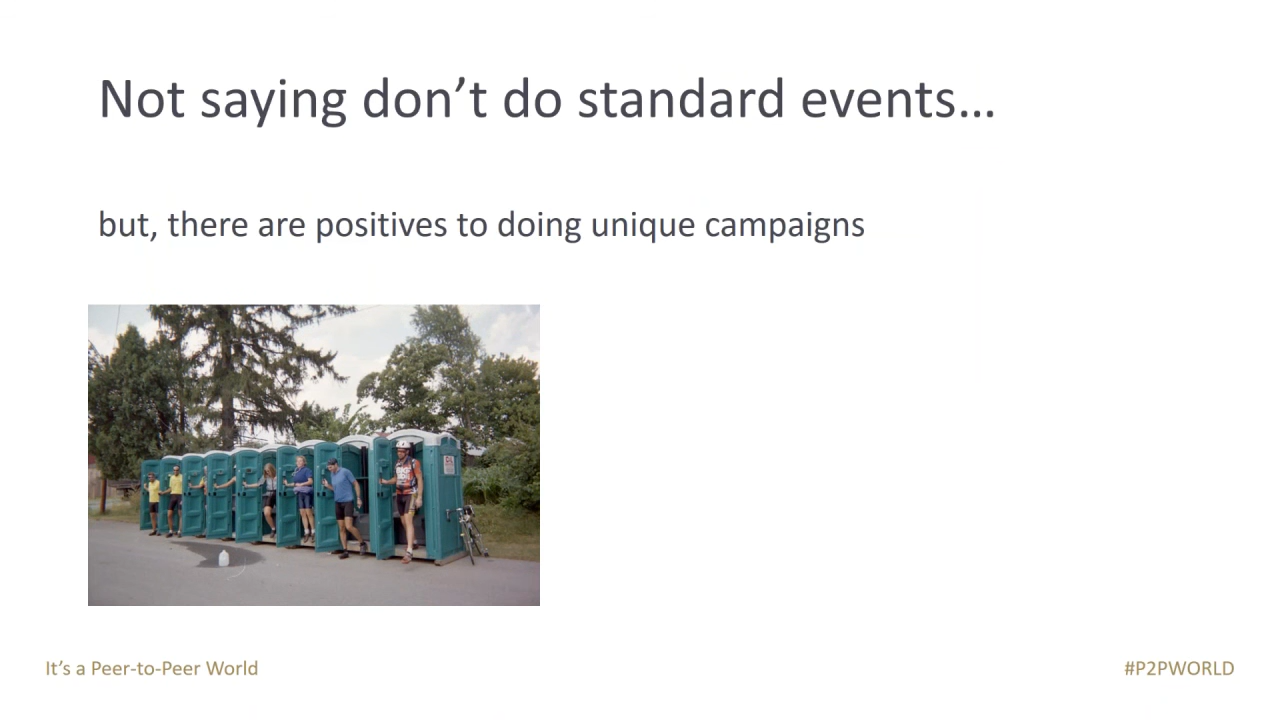 Not saying don’t do standard events…
but, there are positives to doing unique campaigns
It’s a Peer-to-Peer World
#P2PWORLD